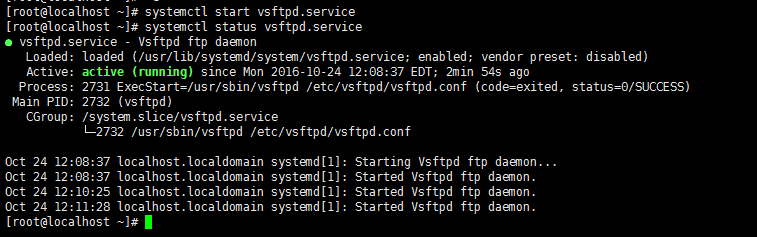 [root@localhost ~]# systemctl start vsftpd.service
[root@localhost ~]# systemctl status vsftpd.service
● vsftpd.service - Vsftpd ftp daemon
   Loaded: loaded (/usr/lib/systemd/system/vsftpd.service; enabled; vendor preset: disabled)
   Active: active (running) since Mon 2016-10-24 12:08:37 EDT; 2min 54s ago
  Process: 2731 ExecStart=/usr/sbin/vsftpd /etc/vsftpd/vsftpd.conf (code=exited, status=0/SUCCESS)
 Main PID: 2732 (vsftpd)
   CGroup: /system.slice/vsftpd.service
           └─2732 /usr/sbin/vsftpd /etc/vsftpd/vsftpd.conf

Oct 24 12:08:37 localhost.localdomain systemd[1]: Starting Vsftpd ftp daemon...
Oct 24 12:08:37 localhost.localdomain systemd[1]: Started Vsftpd ftp daemon.
Oct 24 12:10:25 localhost.localdomain systemd[1]: Started Vsftpd ftp daemon.
Oct 24 12:11:28 localhost.localdomain systemd[1]: Started Vsftpd ftp daemon.
[root@localhost ~]#